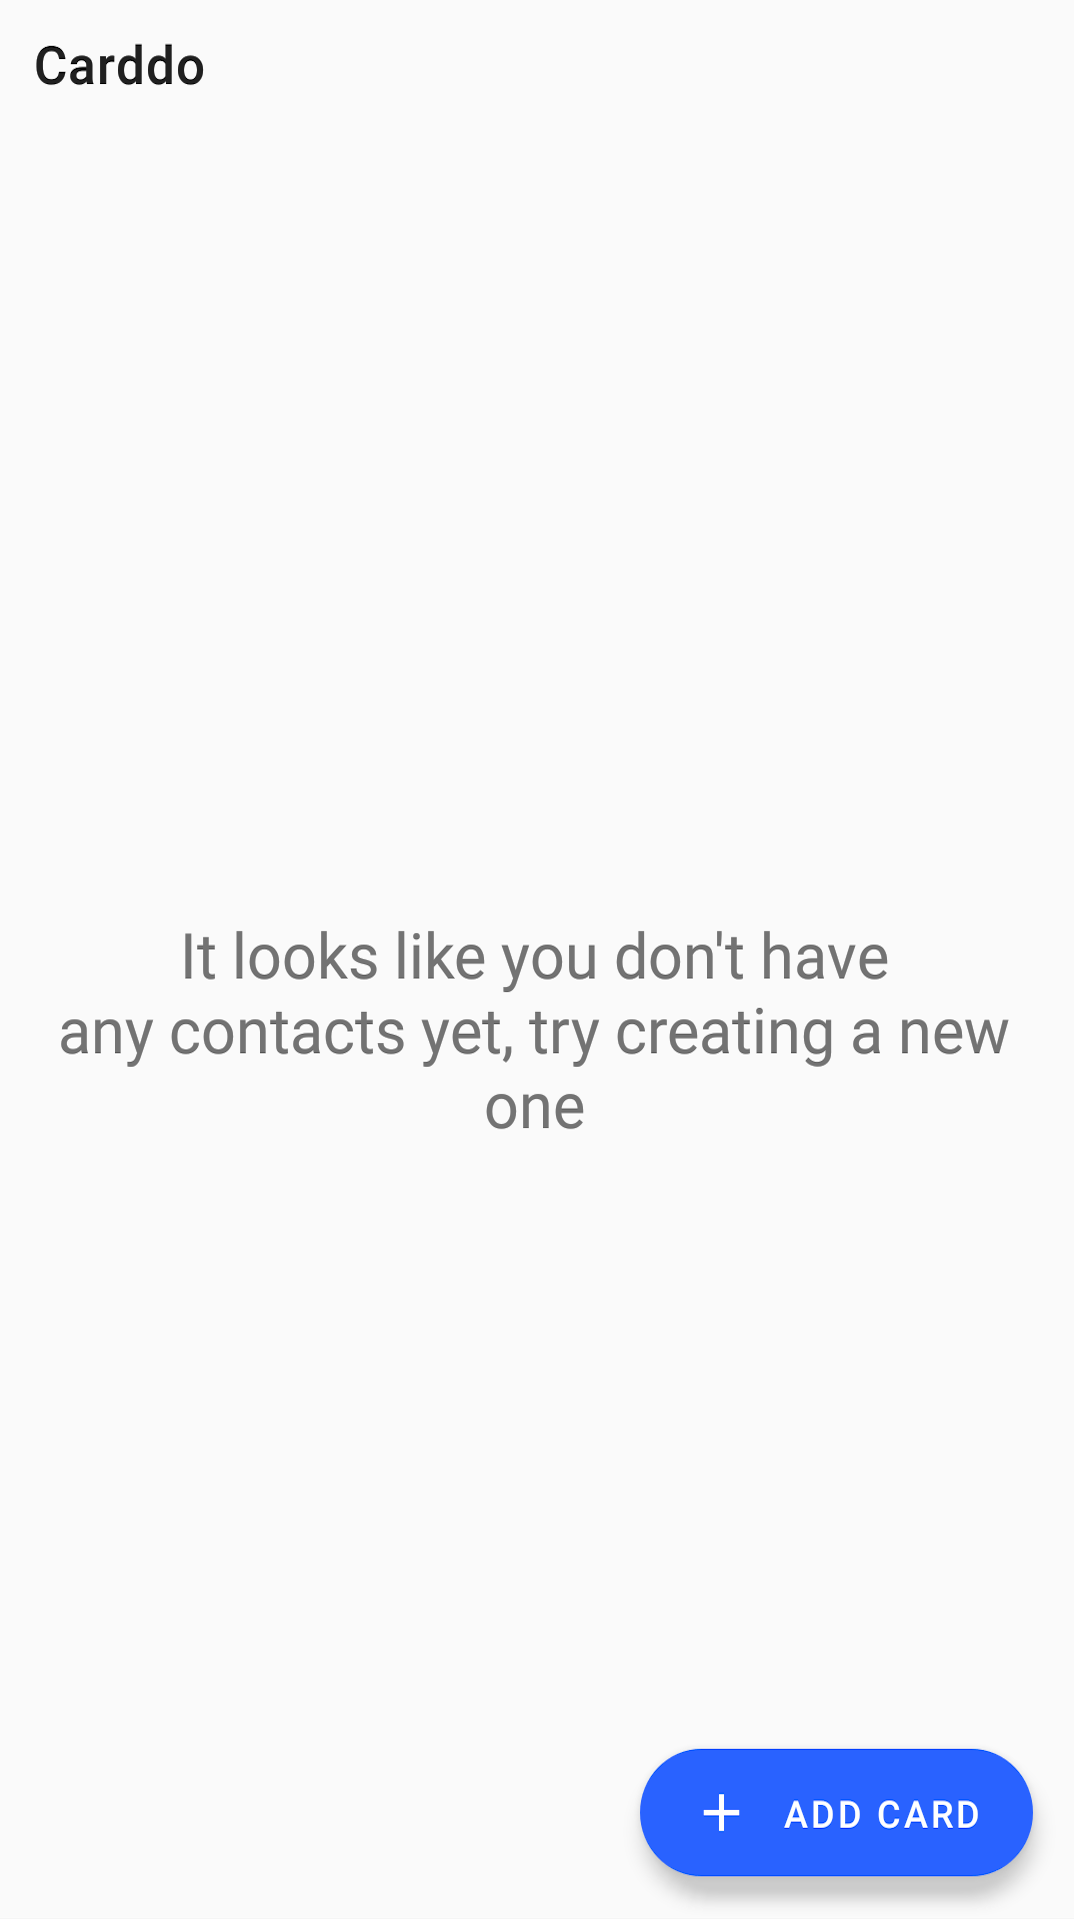 Carddo
It looks like you don't have
any contacts yet, try creating a new
one
ADD CARD